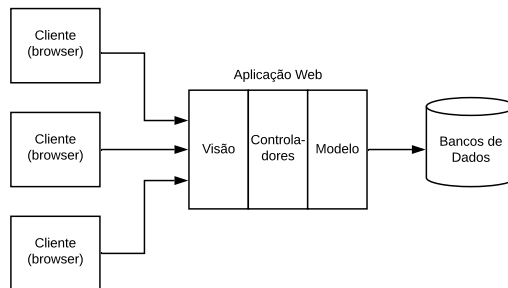 Cliente
(browser)
Aplicação Web
Cliente
(browser)
Visão
Controla-
dores
Modelo
Bancos de
Dados
Cliente
(browser)